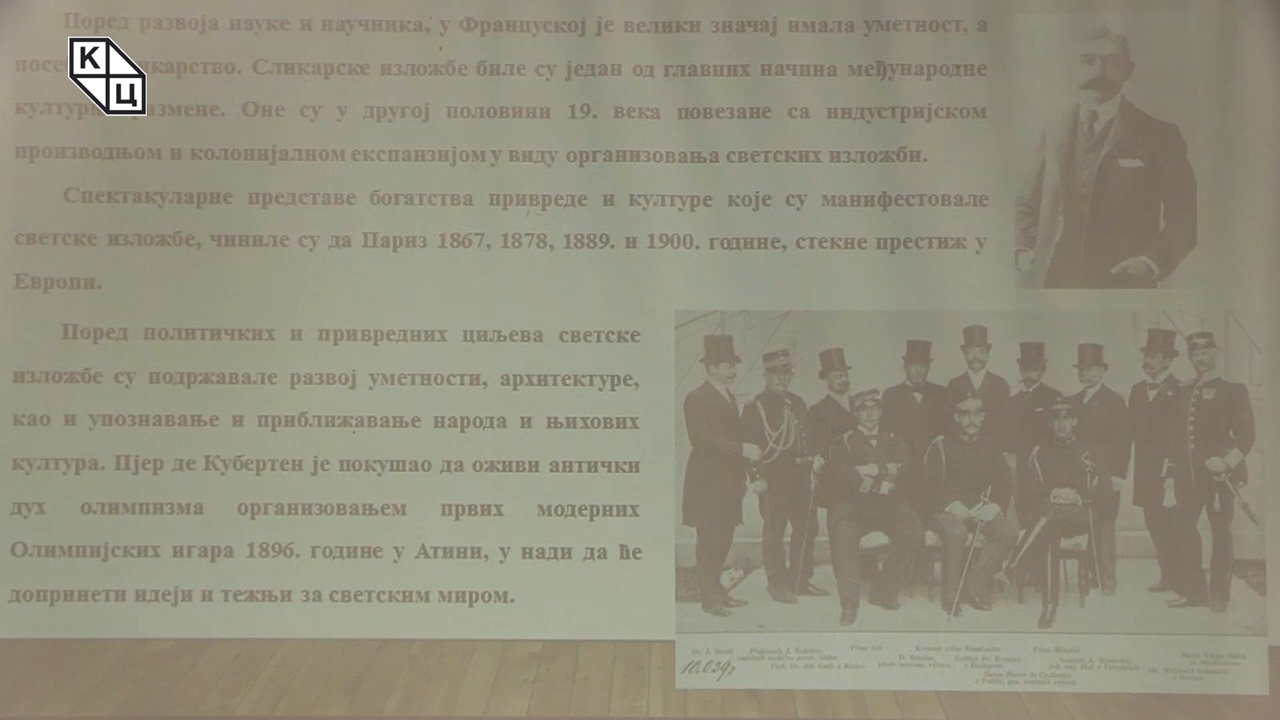 Поред развоја науке и научника, у Француској је велики значај имала уметност, а
сликарство. Сликарске изложбе биле су један од главних начина међународне
размене. Оне су у другој половини 19. века повезане са индустријском
производњом и колонијалном експанзијом у виду организовања светских изложби.
Спектакуларне представе богатства привреде и културе које су манифестовале
светске изложбе, чиниле су да Париз 1867, 1878, 1889. и 1900. године, стекне престиж у
Европи.
Поред политичких и привредних циљева светске
изложбе су подржавале развој уметности, архитектуре,
као и упознавање и приближавање народа и њихових
култура. Пјер де Кубертен је покушао да оживи антички
дух олимпизма организовањем првих модерних
Олимпијских игара 1896. године у Атини, у нади да ће
допринети идеји и тежњи за светским миром.
КЦ